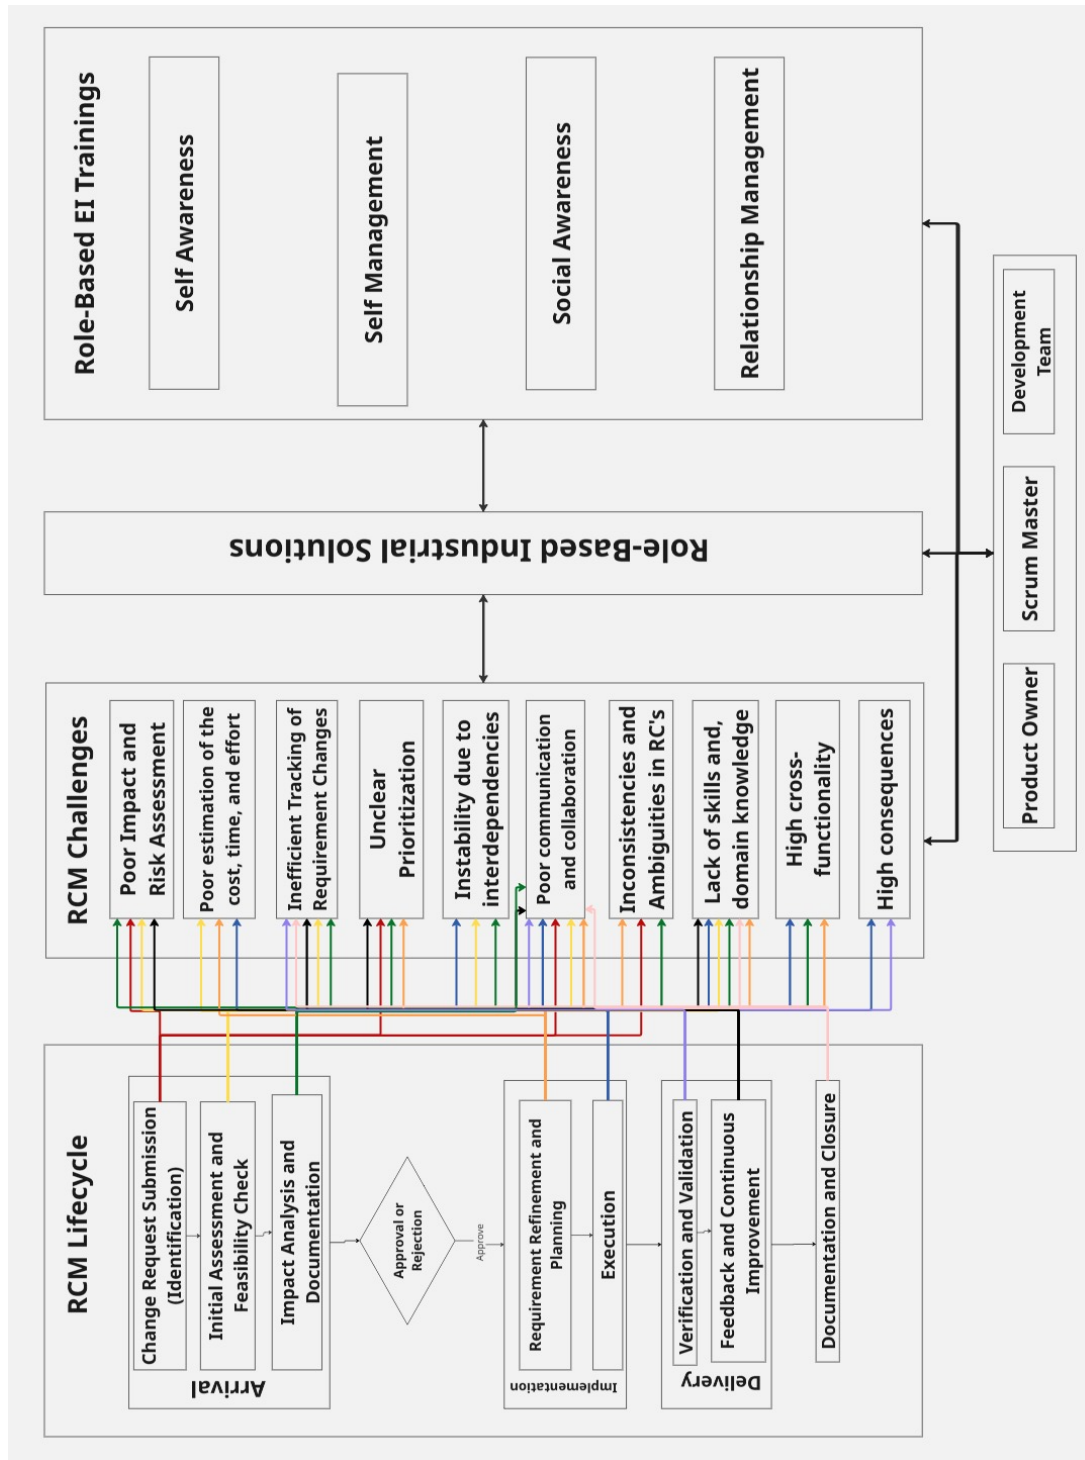 RCM Lifecycle
Arrival
Change Request Submission
(Identification)
Initial Assessment and
Feasibility Check
Impact Analysis and
Documentation
Approval or
Rejection
Approve
Implementation
Requirement Refinement and
Planning
Execution
Delivery
Verification and Validation
Feedback and Continuous
Improvement
Documentation and Closure
RCM Challenges
Poor Impact and
Risk Assessment
Poor estimation of the
cost, time, and effort
Inefficient Tracking of
Requirement Changes
Unclear
Prioritization
Instability due to
interdependencies
Poor communication
and collaboration
Inconsistencies and
Ambiguities in RC's
Lack of skills and,
domain knowledge
High cross-
functionality
High consequences
Role-Based Industrial Solutions
Role-Based EI Trainings
Self Awareness
Self Management
Social Awareness
Relationship Management
Product Owner
Scrum Master
Development
Team